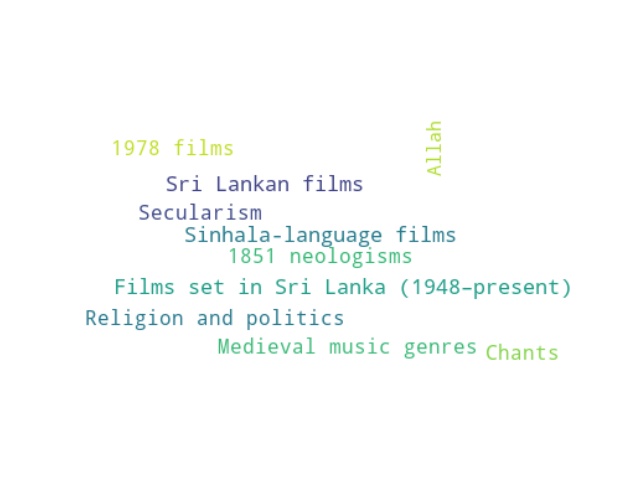 Allah
1978 films
Sri Lankan films
Secularism
Sinhala-language films
1851 neologisms
Films set in Sri Lanka (1948–present)
Religion and politics
Medieval music genres
Chants